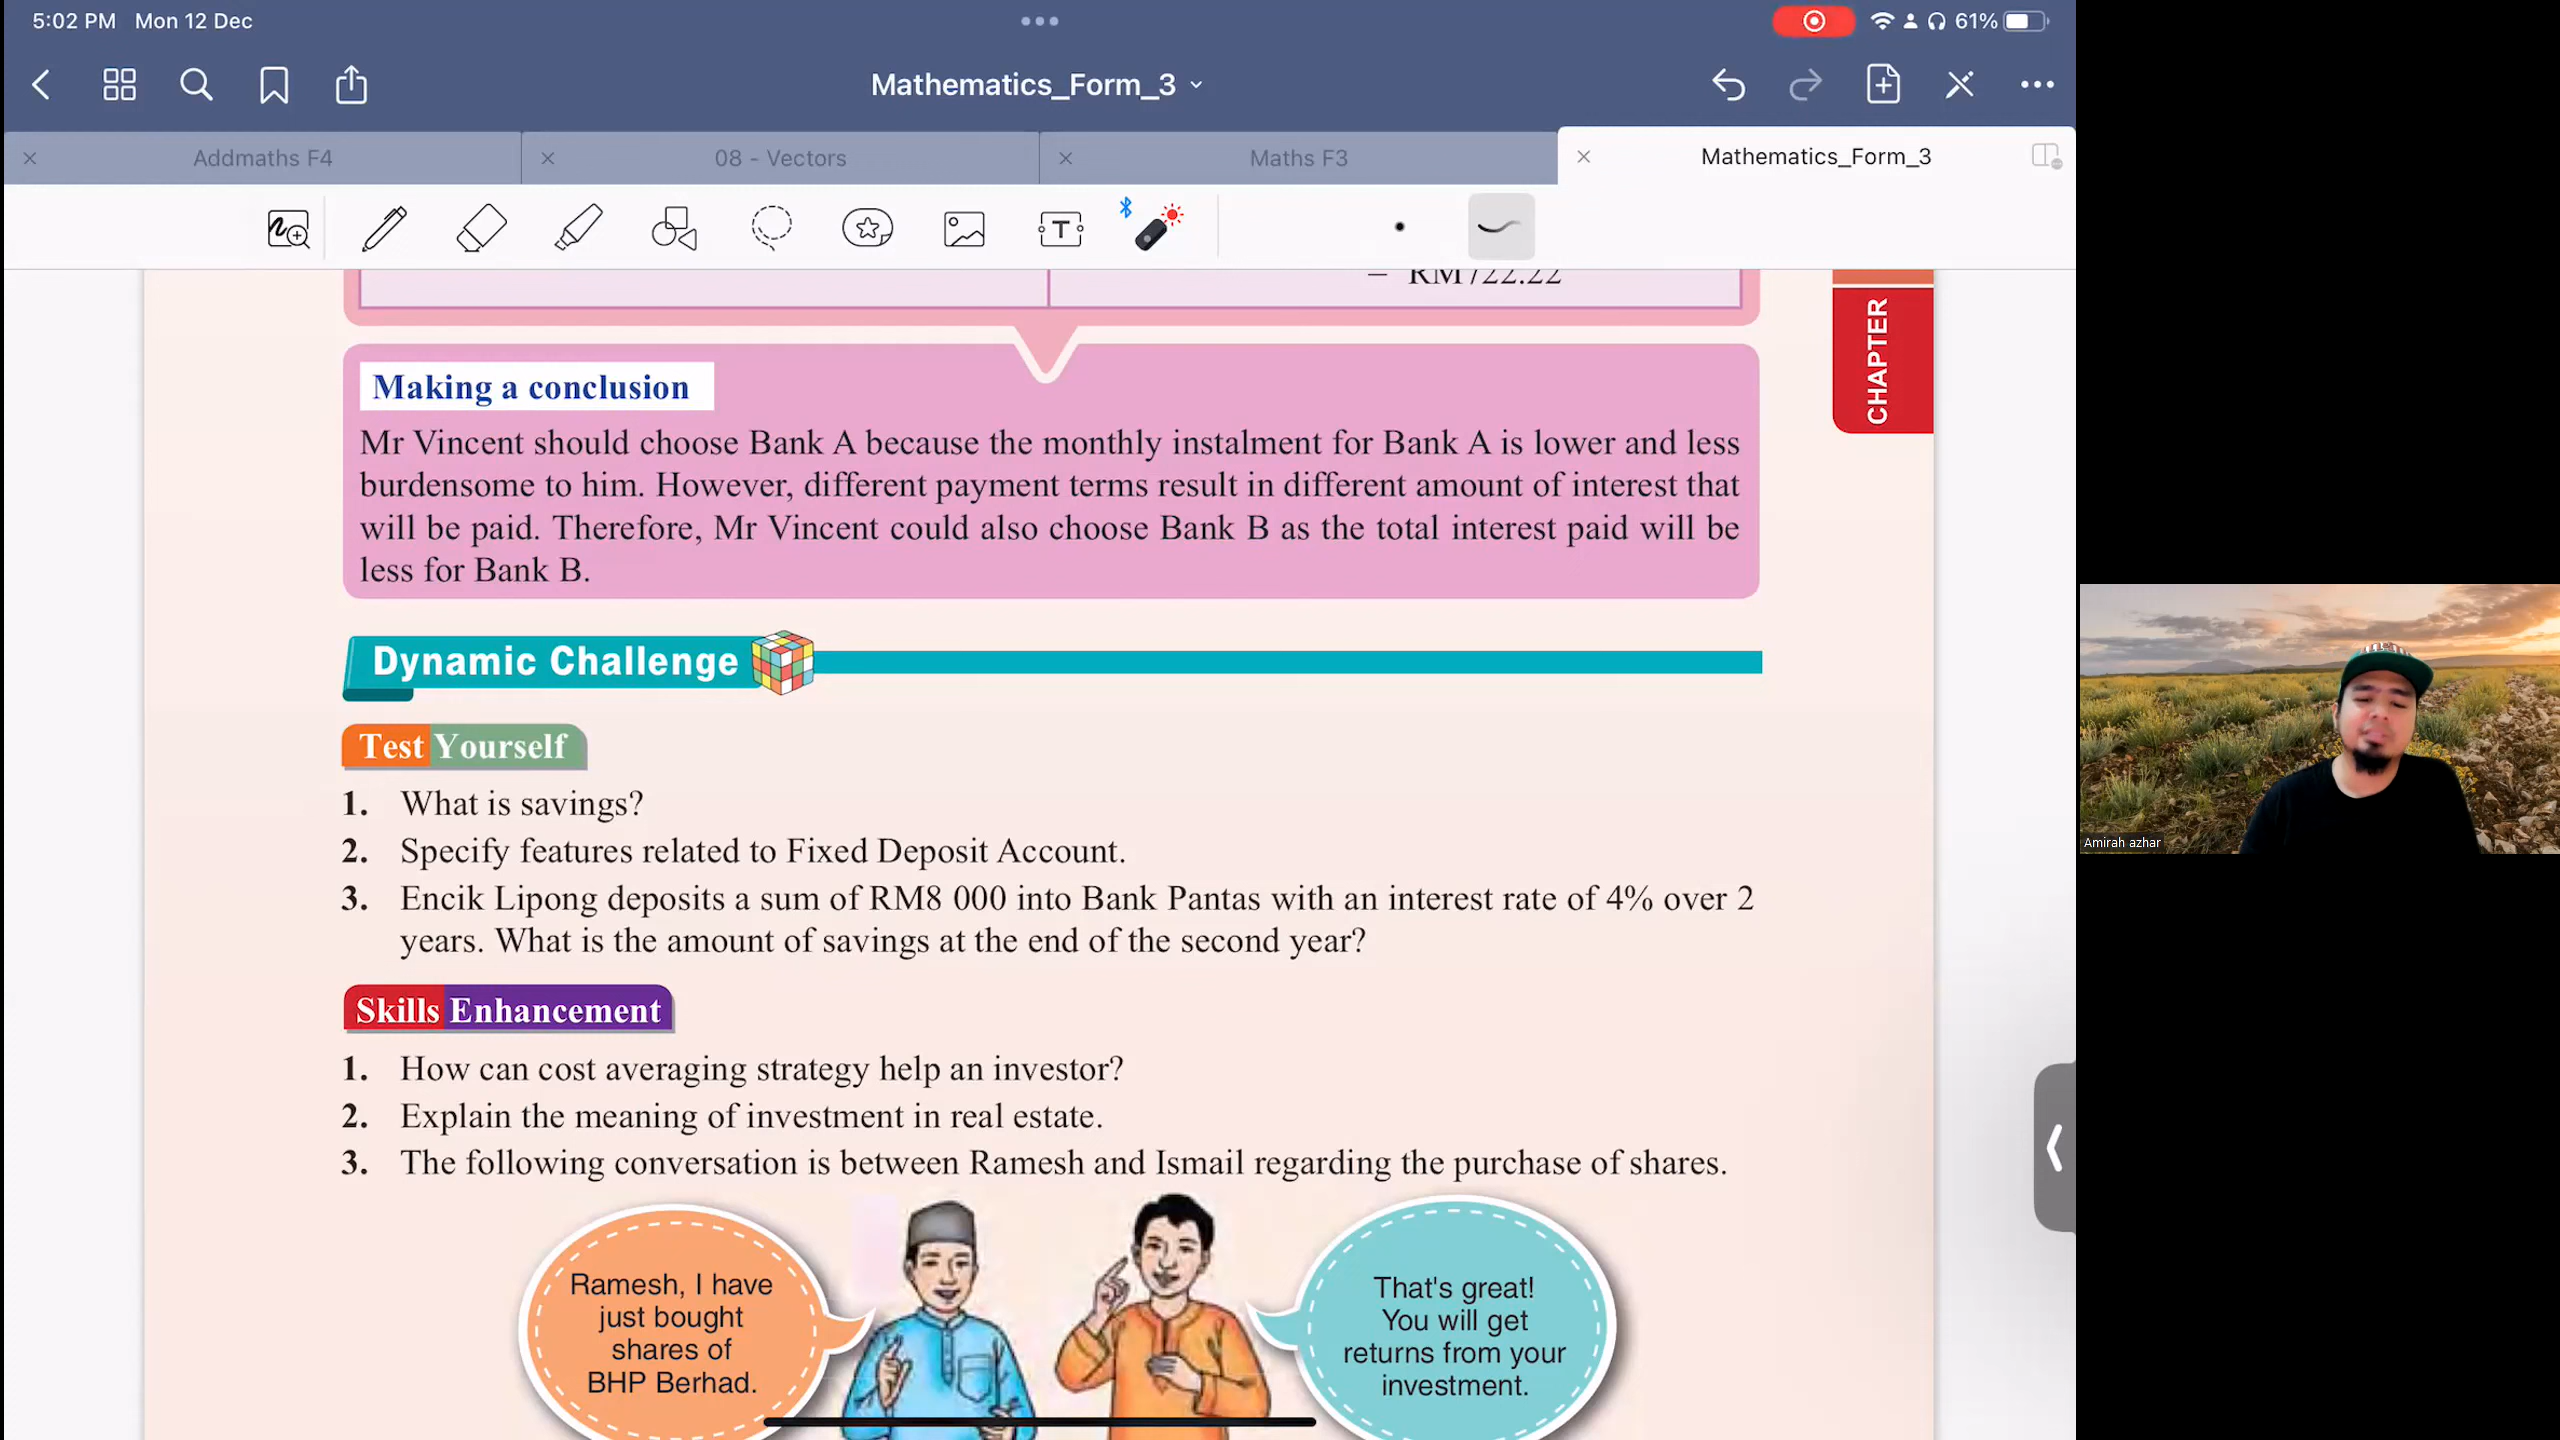 5:02 PM Mon 12 Dec
61%
Mathematics_Form_3
Addmaths F4
08 - Vectors
Maths F3
Mathematics_Form_3
T
= RM722.22
CHAPTER
Making a conclusion
Mr Vincent should choose Bank A because the monthly instalment for Bank A is lower and less
burdensome to him. However, different payment terms result in different amount of interest that
will be paid. Therefore, Mr Vincent could also choose Bank B as the total interest paid will be
less for Bank B.
Dynamic Challenge
Test Yourself
1. What is savings?
2. Specify features related to Fixed Deposit Account.
3. Encik Lipong deposits a sum of RM8 000 into Bank Pantas with an interest rate of 4% over 2
years. What is the amount of savings at the end of the second year?
Skills Enhancement
1. How can cost averaging strategy help an investor?
2. Explain the meaning of investment in real estate.
3. The following conversation is between Ramesh and Ismail regarding the purchase of shares.
Ramesh, I have
just bought
shares of
BHP Berhad.
That's great!
You will get
returns from your
investment.
Amirah azhar